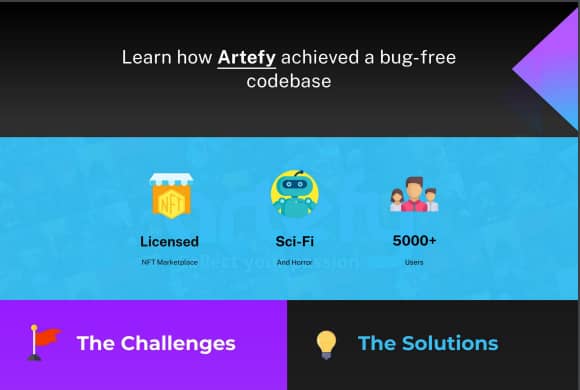 Learn how Artefy achieved a bug-free
codebase
NFT
Licensed
Sci-Fi
5000+
NFT Marketplace
And Horror
Users
The Challenges
The Solutions